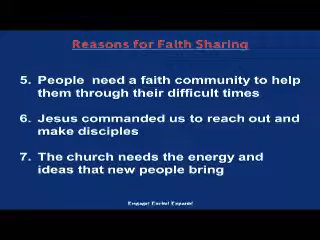 Reasons for Faith Sharing
5. People need a faith community to help
them through their difficult times
6. Jesus commanded us to reach out and
make disciples
7. The church needs the energy and
ideas that new people bring
Engage! Excite! Expand!